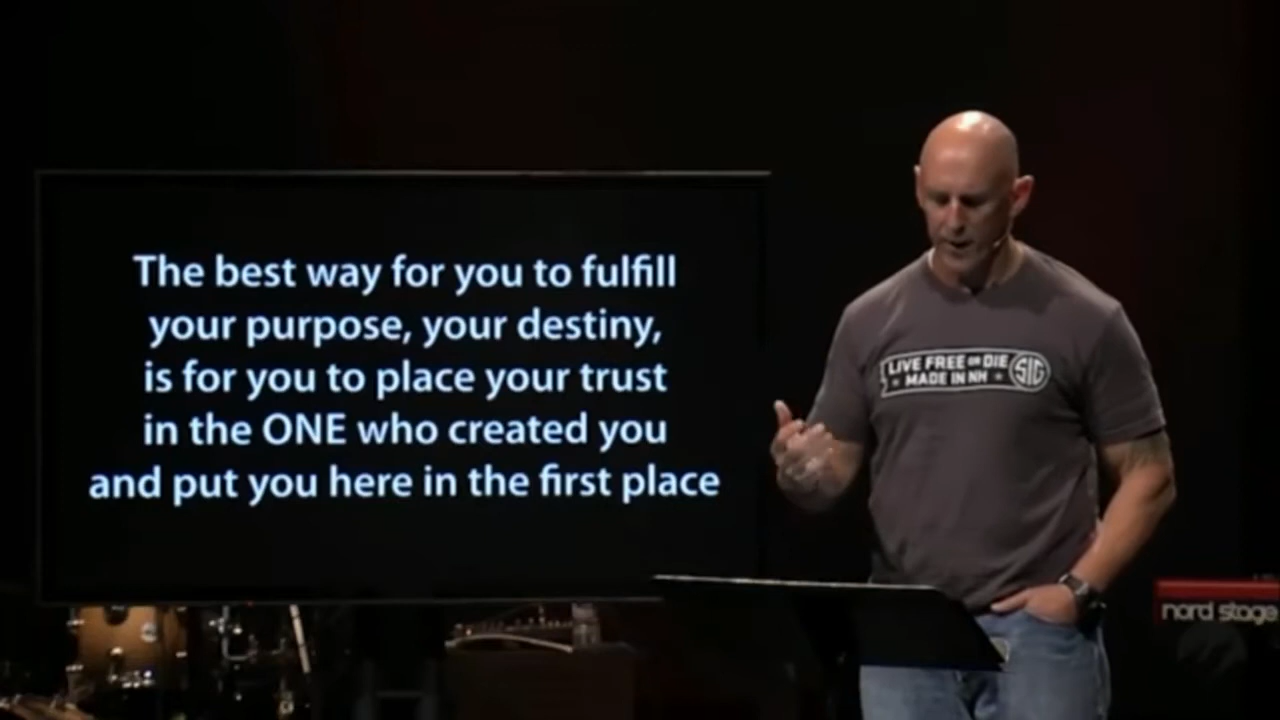 The best way for you to fulfill
your purpose, your destiny,
is for you to place your trust
in the ONE who created you
and put you here in the first place
LIVE FREE OR DIE
MADE IN NH
SIG
nord stage